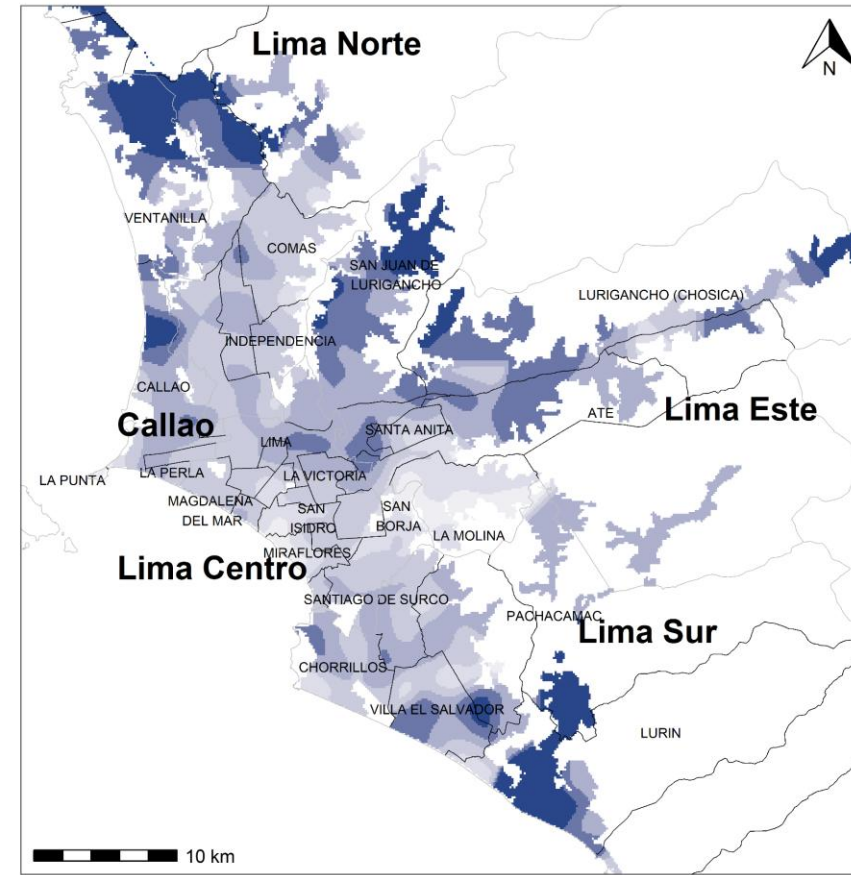 Lima Norte
N
VENTANILLA
COMAS
SAN JUAN DE
LURIGANCHO
LURIGANCHO (CHOSICA)
INDEPENDENCIA
CALLAO
ATE
Lima Este
Callao
LIMA
SANTA ANITA
LA PUNTA
LA PERLA
LA VICTORIA
MAGDALENA
DEL MAR
SAN
ISIDRO
SAN
BORJA
LA MOLINA
MIRAFLORES
Lima Centro
SANTIAGO DE SURCO
PACHACAMAC
Lima Sur
CHORRILLOS
VILLA EL SALVADOR
LURIN
10 km